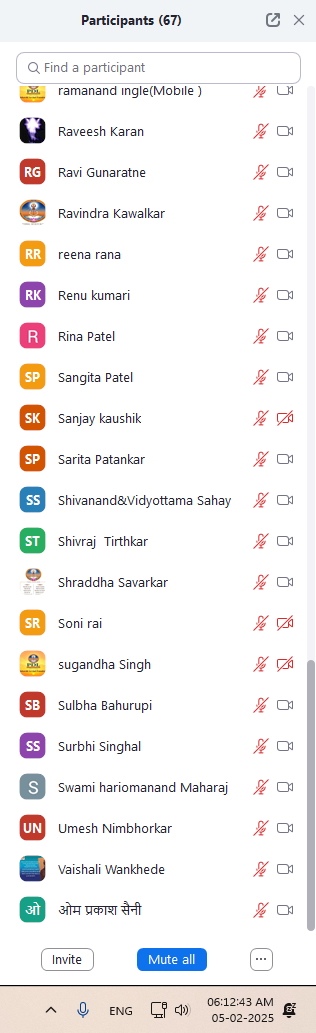 Participants (67)
Find a participant
ramanand ingle(Mobile )
Raveesh Karan
RG Ravi Gunaratne
Ravindra Kawalkar
RR reena rana
RK Renu kumari
R Rina Patel
SP Sangita Patel
SK Sanjay kaushik
SP Sarita Patankar
SS Shivanand&Vidyottama Sahay
ST Shivraj  Tirthkar
Shraddha Savarkar
SR Soni rai
sugandha Singh
SB Sulbha Bahurupi
SS Surbhi Singhal
S Swami hariomanand Maharaj
UN Umesh Nimbhorkar
Vaishali Wankhede
ओ ओम प्रकाश सैनी
Invite Mute all ...
ENG 06:12:43 AM
05-02-2025